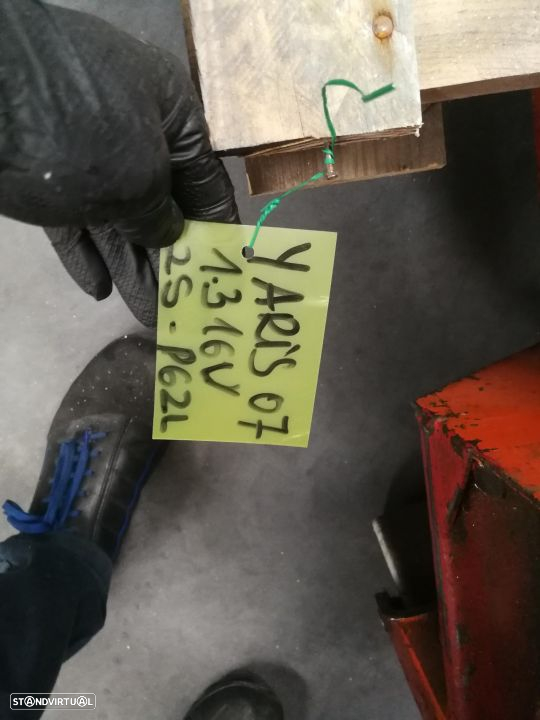 YARIS 07
1.3 16V
2S-P62L
STANDVIRTUAL